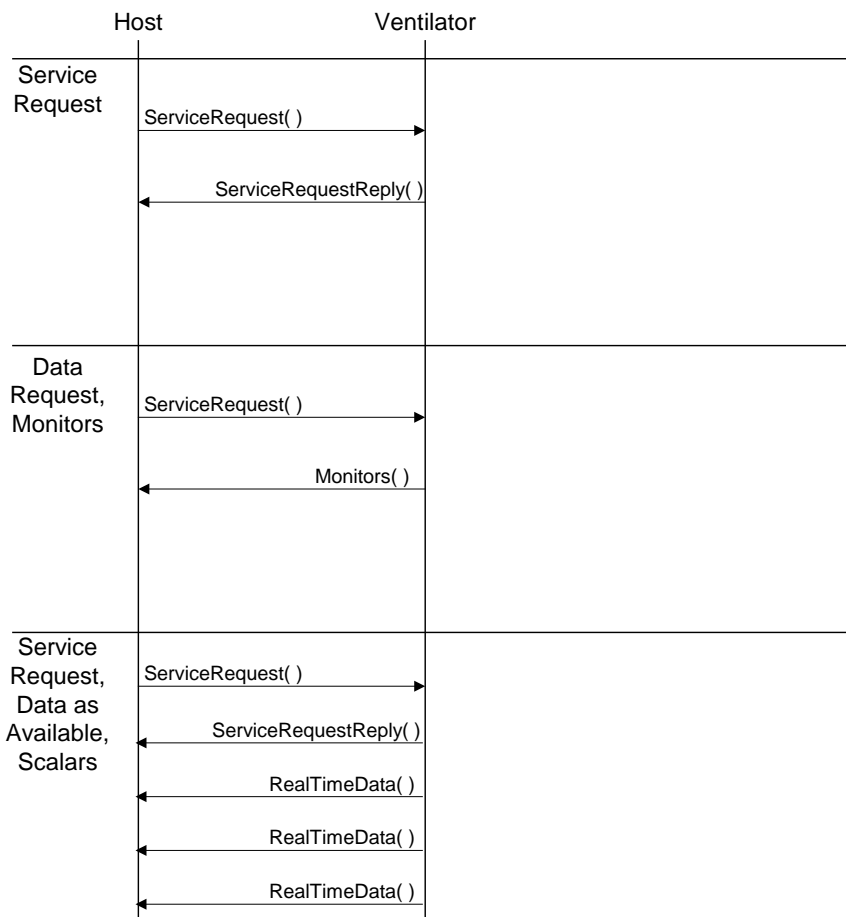 Host
Ventilator
Service
Request
ServiceRequest( )
ServiceRequestReply( )
Data
Request,
Monitors
ServiceRequest( )
Monitors( )
Service
Request,
Data as
Available,
Scalars
ServiceRequest( )
ServiceRequestReply( )
RealTimeData( )
RealTimeData( )
RealTimeData( )